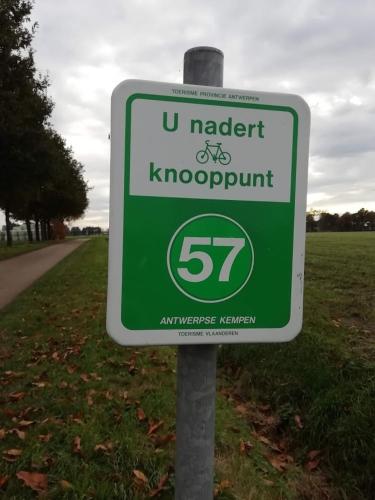 TOERISME PROVINCIE ANTWERPEN
U nadert
knooppunt
57
ANTWERPSE KEMPEN
TOERISME VLAANDEREN